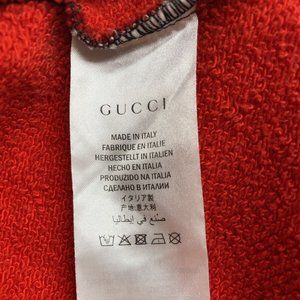 GUCCI
MADE IN ITALY
FABRIQUE EN ITALIE
HERGESTELLT IN ITALIEN
HECHO EN ITALIA
PRODUZIDO NA ITALIA
СДЕЛАНО В ИТАЛИИ
イタリア製
产地:意大利
صنع في إيطاليا